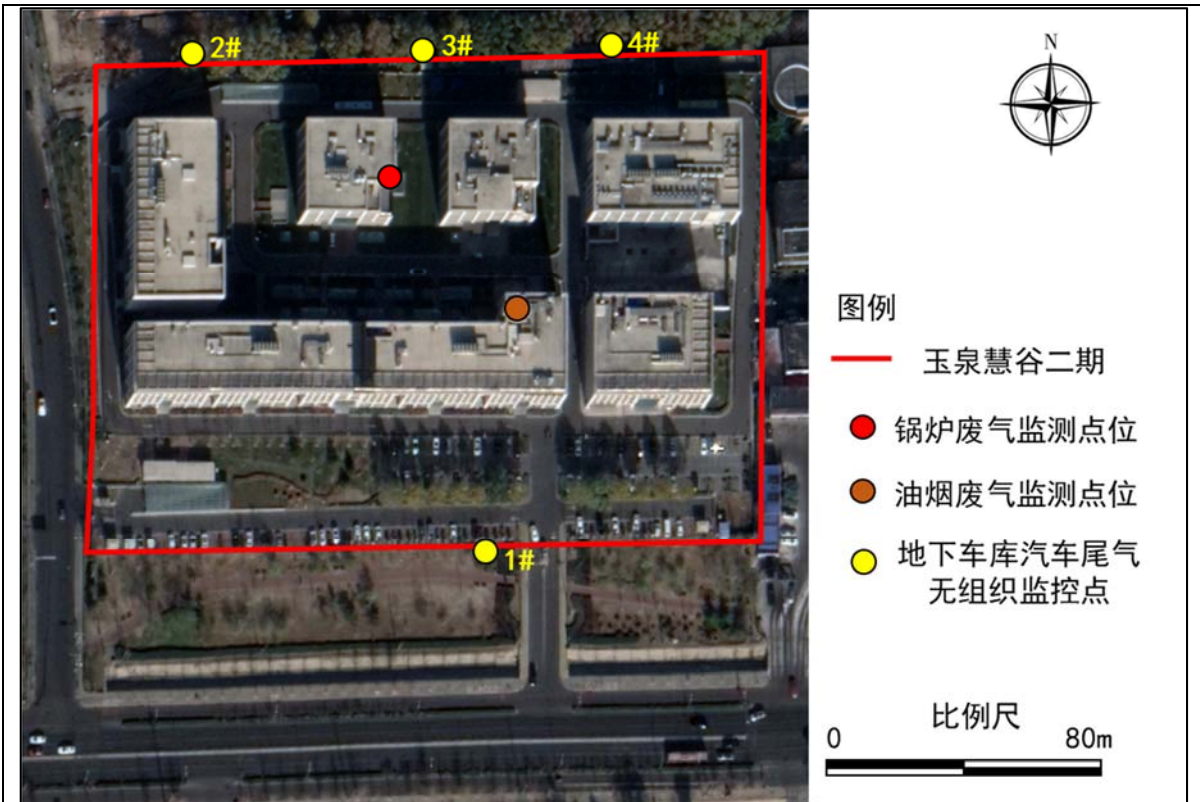 2#
3#
4#
1#
N
图例
玉泉慧谷二期
锅炉废气监测点位
油烟废气监测点位
地下车库汽车尾气
无组织监控点
比例尺
0
80m